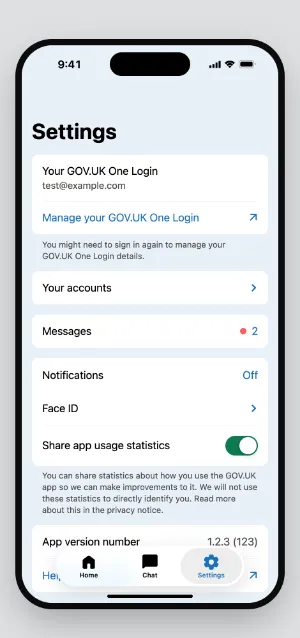 9:41
Settings
Your GOV.UK One Login
test@example.com
Manage your GOV.UK One Login
You might need to sign in again to manage your
GOV.UK One Login details.
Your accounts
Messages
2
Notifications
Off
Face ID
Share app usage statistics
You can share statistics about how you use the GOV.UK
app so we can make improvements to it. We will not use
these statistics to directly identify you. Read more
about this in the privacy notice.
App version number
1.2.3 (123)
Home
Chat
Settings